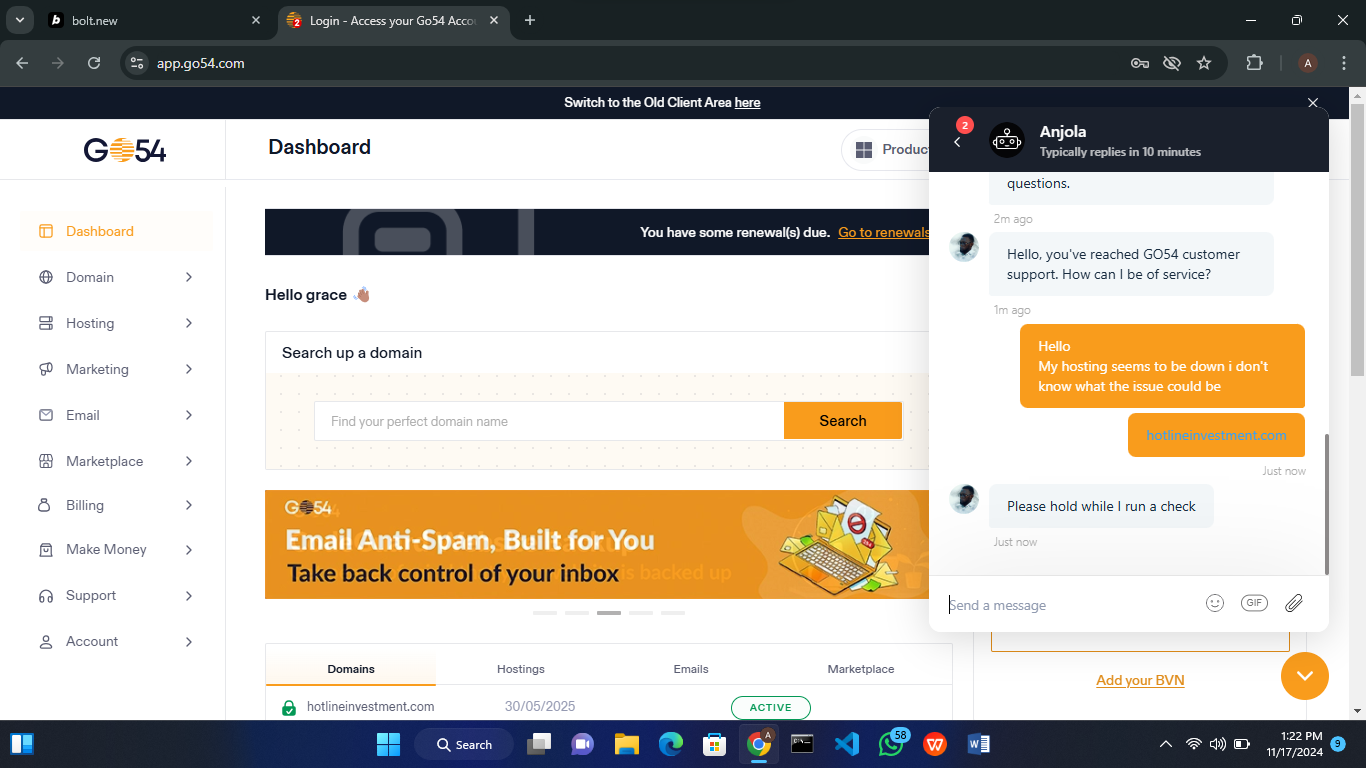 bolt.new
2
Login - Access your Go54 Acco
app.go54.com
A
Switch to the Old Client Area here
GO54
Dashboard
Produc
Dashboard
Domain
Hosting
Marketing
Email
Marketplace
Billing
Make Money
Support
Account
You have some renewal(s) due. Go to renewals
Hello grace
Search up a domain
Find your perfect domain name
Search
GO54
Email Anti-Spam, Built for You
Take back control of your inbox
is backed up
Domains
Hostings
Emails
Marketplace
hotlineinvestment.com
30/05/2025
ACTIVE
2
Anjola
Typically replies in 10 minutes
questions.
2m ago
Hello, you've reached GO54 customer
support. How can I be of service?
1m ago
Hello
My hosting seems to be down i don't
know what the issue could be
hotlineinvestment.com
Just now
Please hold while I run a check
Just now
Send a message
GIF
Add your BVN
Search
A
58
1:22 PM
11/17/2024
9